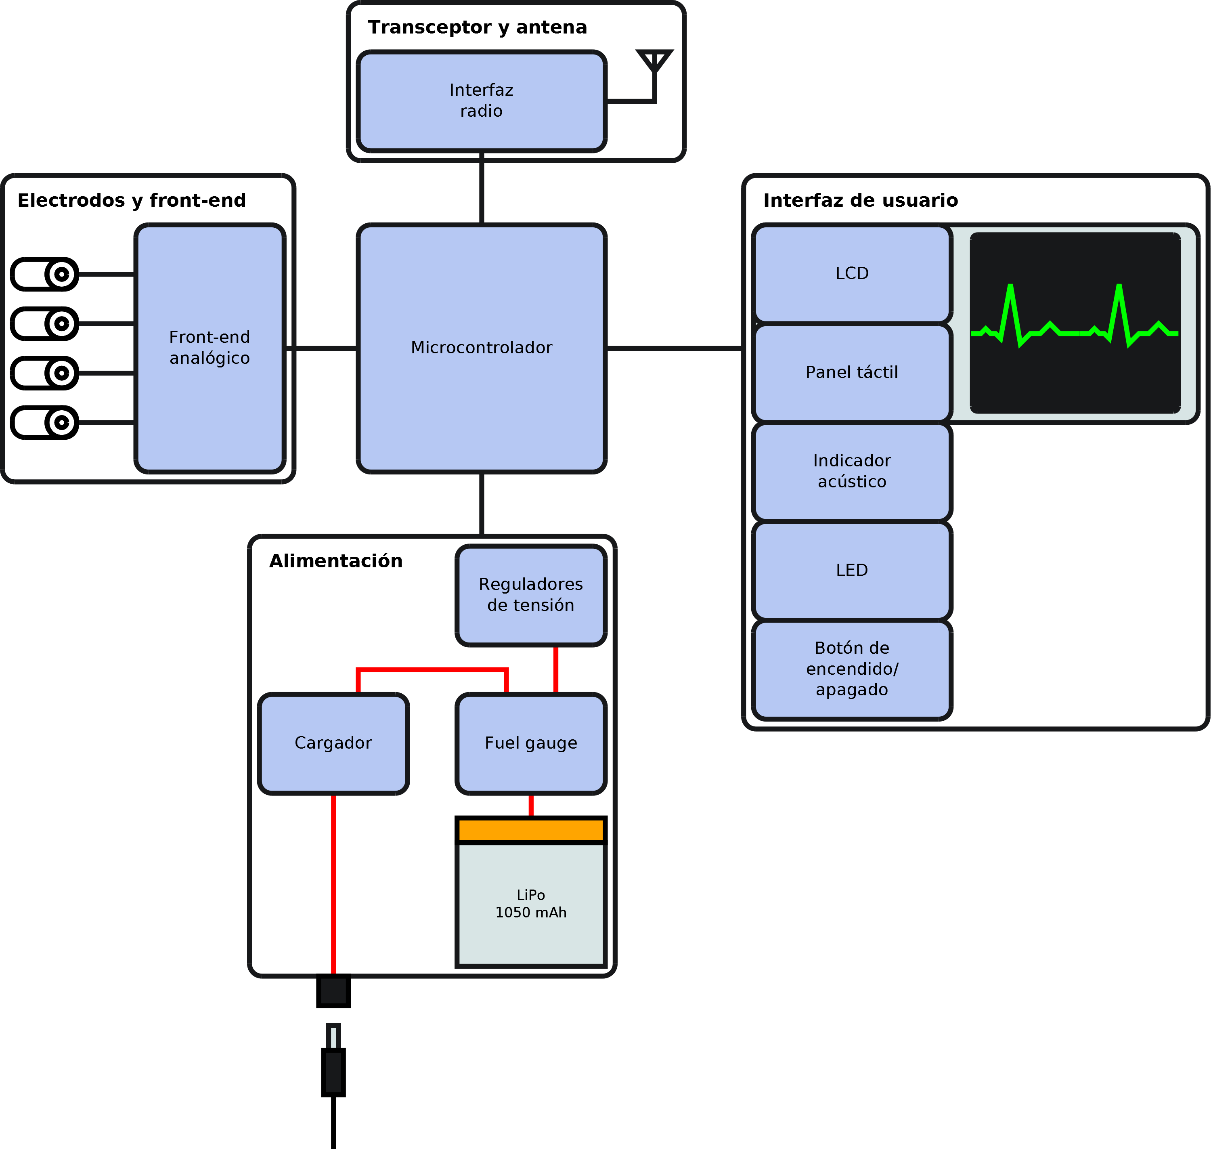 Transceptor y antena
Interfaz
radio
Electrodos y front-end
Front-end
analógico
Microcontrolador
Interfaz de usuario
LCD
Panel táctil
Indicador
acústico
LED
Botón de
encendido/
apagado
Alimentación
Reguladores
de tensión
Cargador
Fuel gauge
LiPo
1050 mAh